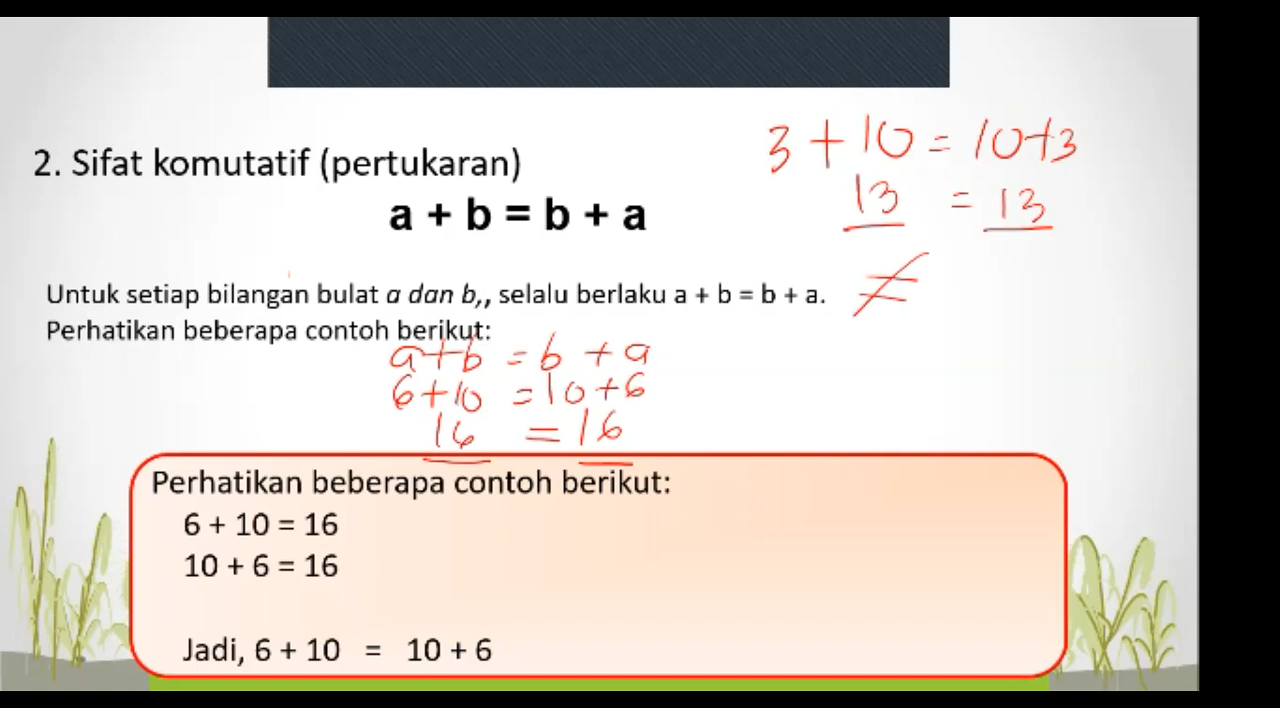 2. Sifat komutatif (pertukaran)
a + b = b + a
3 + 10 = 10+3
13 = 13
Untuk setiap bilangan bulat a dan b,, selalu berlaku a + b = b + a.
≠
Perhatikan beberapa contoh berikut:
a+b = b + a
6+10 = 10+6
16 = 16
Perhatikan beberapa contoh berikut:
6 + 10 = 16
10 + 6 = 16
Jadi, 6 + 10 = 10 + 6